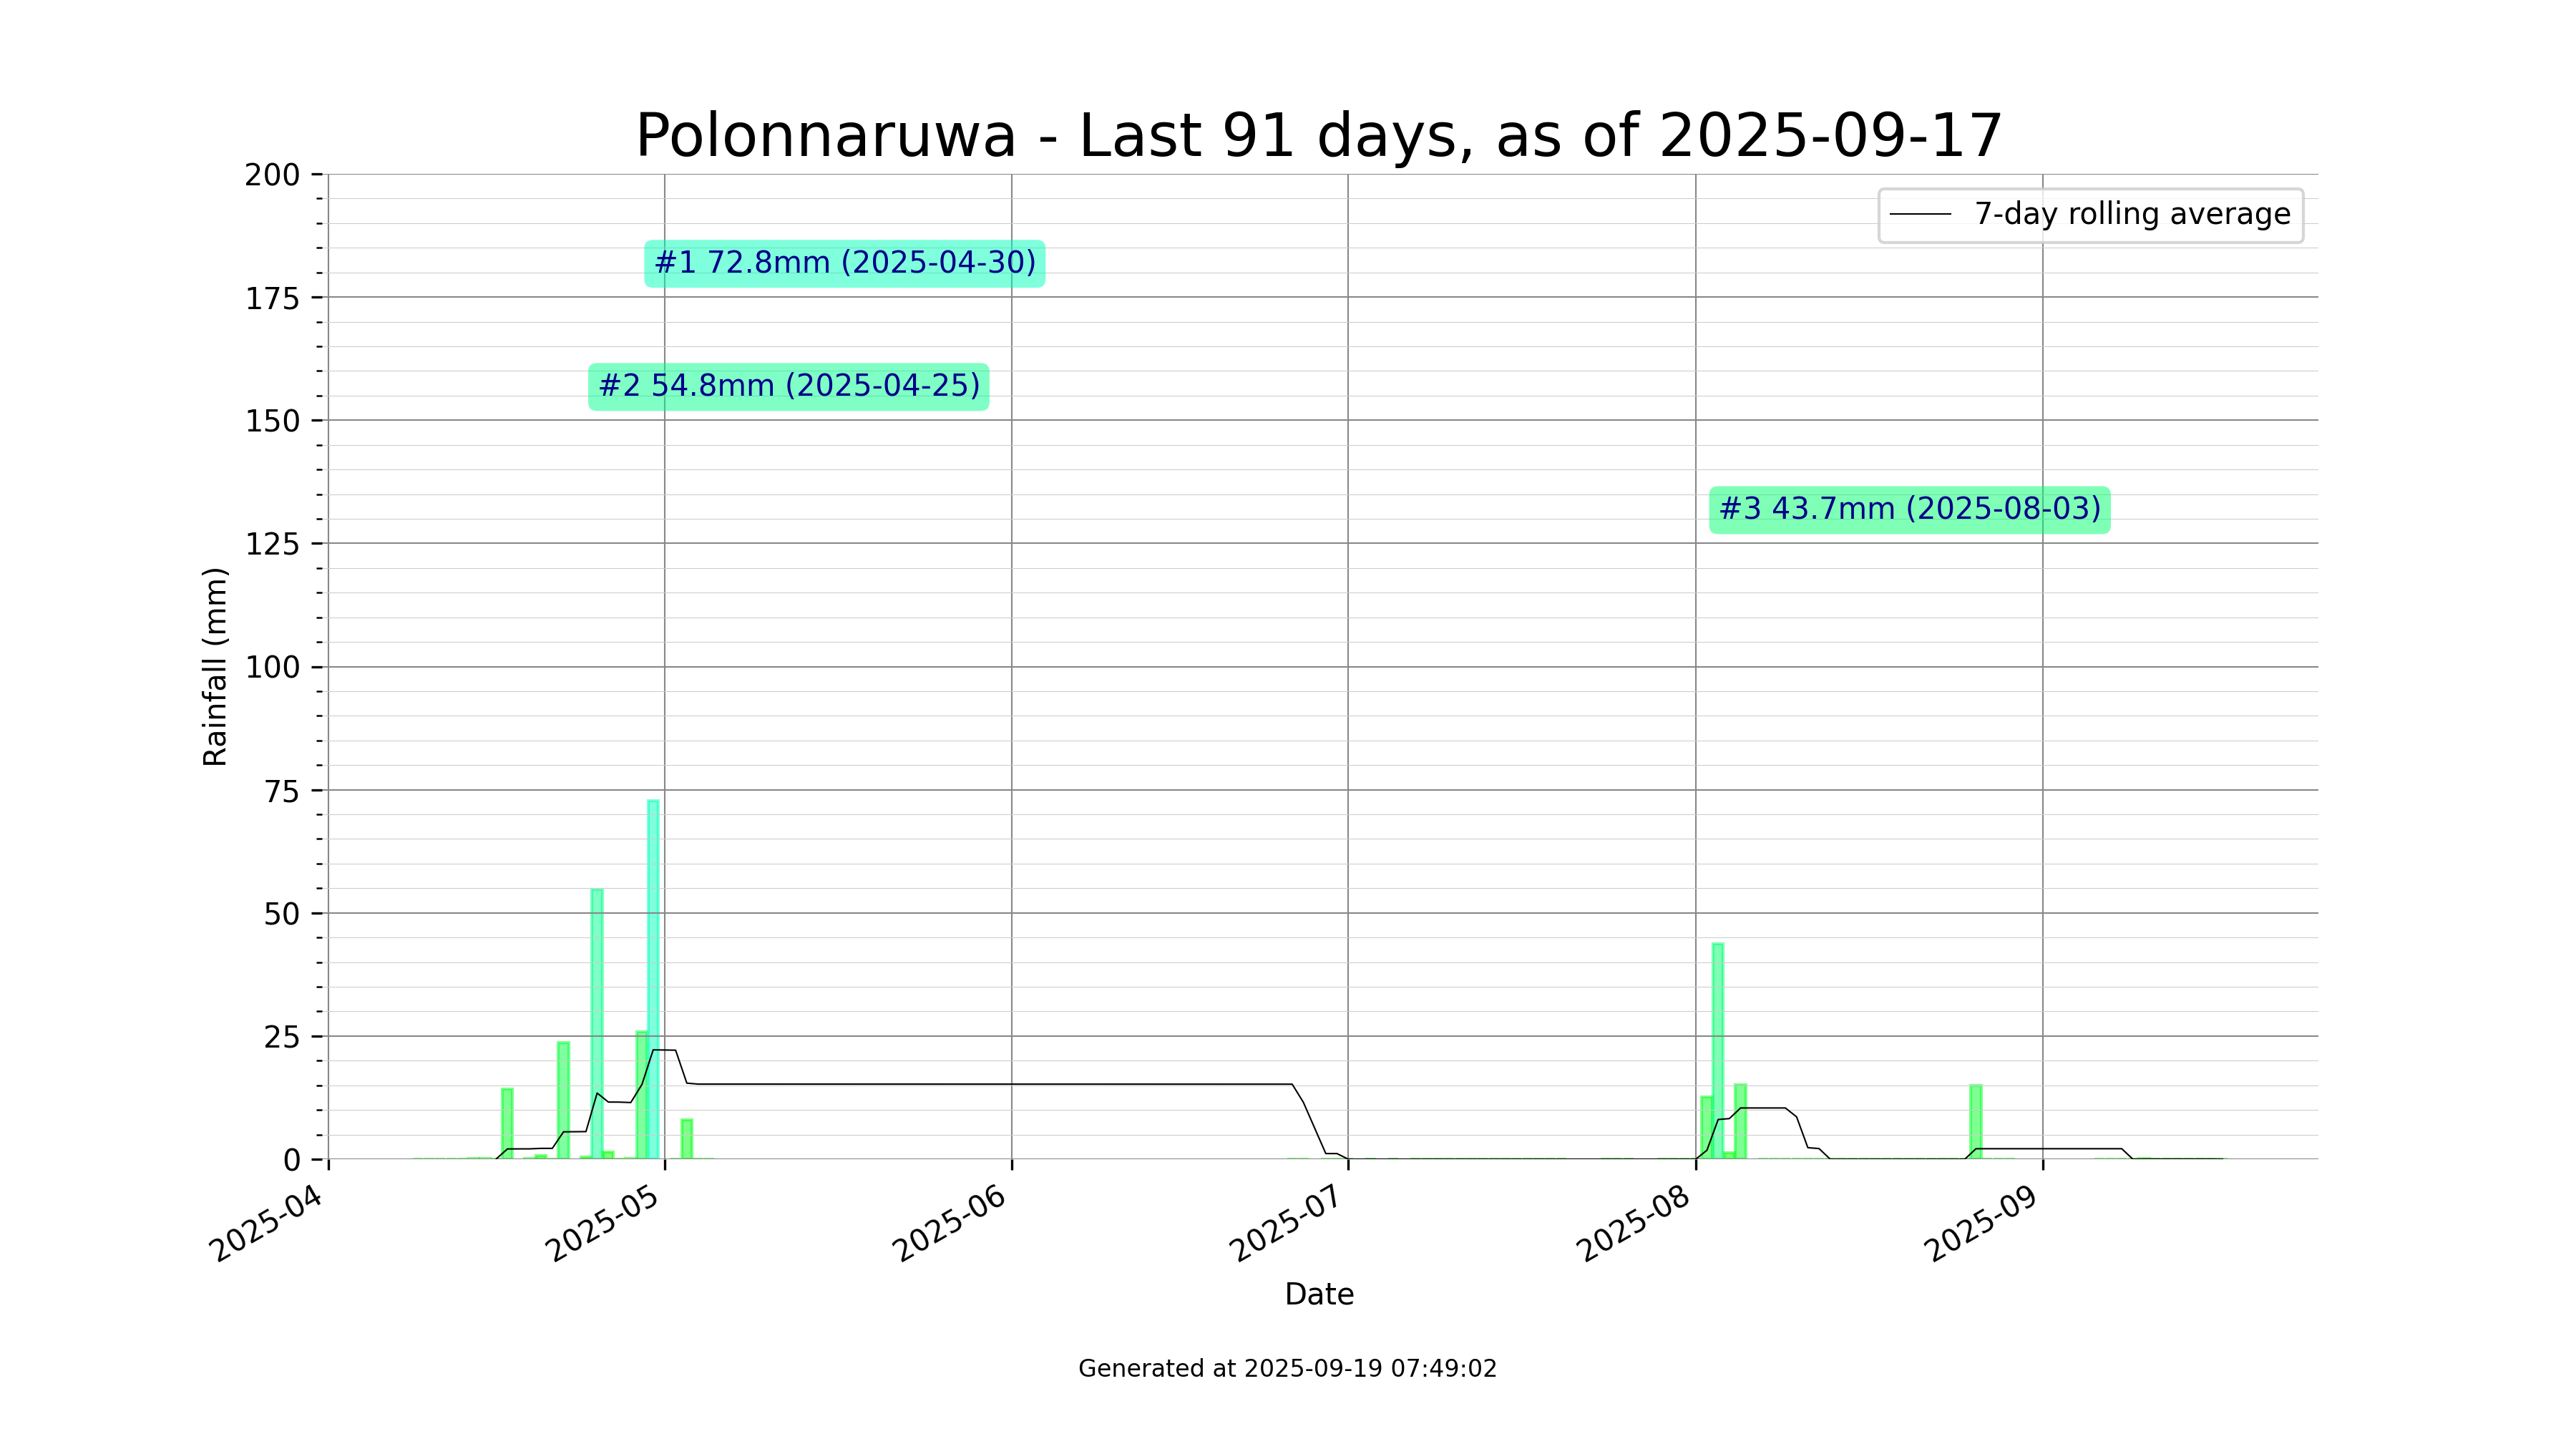 Polonnaruwa - Last 91 days, as of 2025-09-17
7-day rolling average
#1 72.8mm (2025-04-30)
#2 54.8mm (2025-04-25)
#3 43.7mm (2025-08-03)
Rainfall (mm)
200
175
150
125
100
75
50
25
0
2025-04
2025-05
2025-06
2025-07
2025-08
2025-09
Date
Generated at 2025-09-19 07:49:02